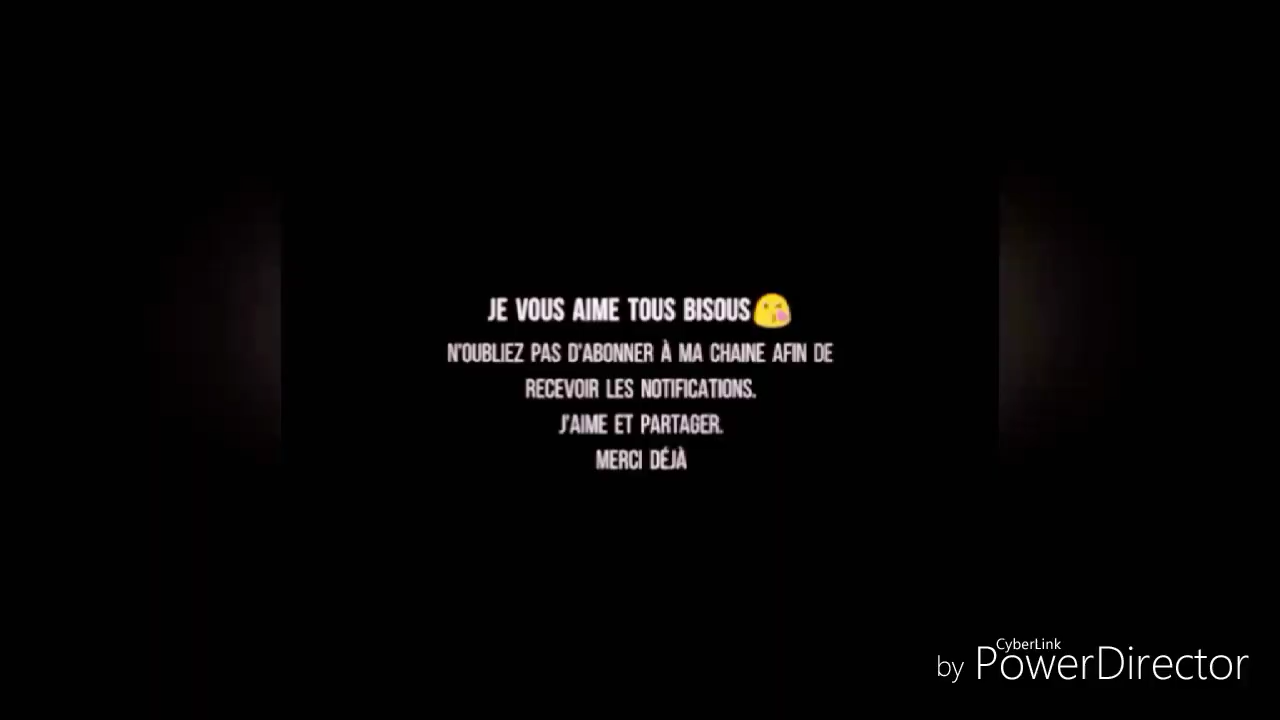 JE VOUS AIME TOUS BISOUS😘
N'OUBLIEZ PAS D'ABONNER À MA CHAINE AFIN DE
RECEVOIR LES NOTIFICATIONS.
J'AIME ET PARTAGER.
MERCI DÉJÀ
CyberLink
by PowerDirector